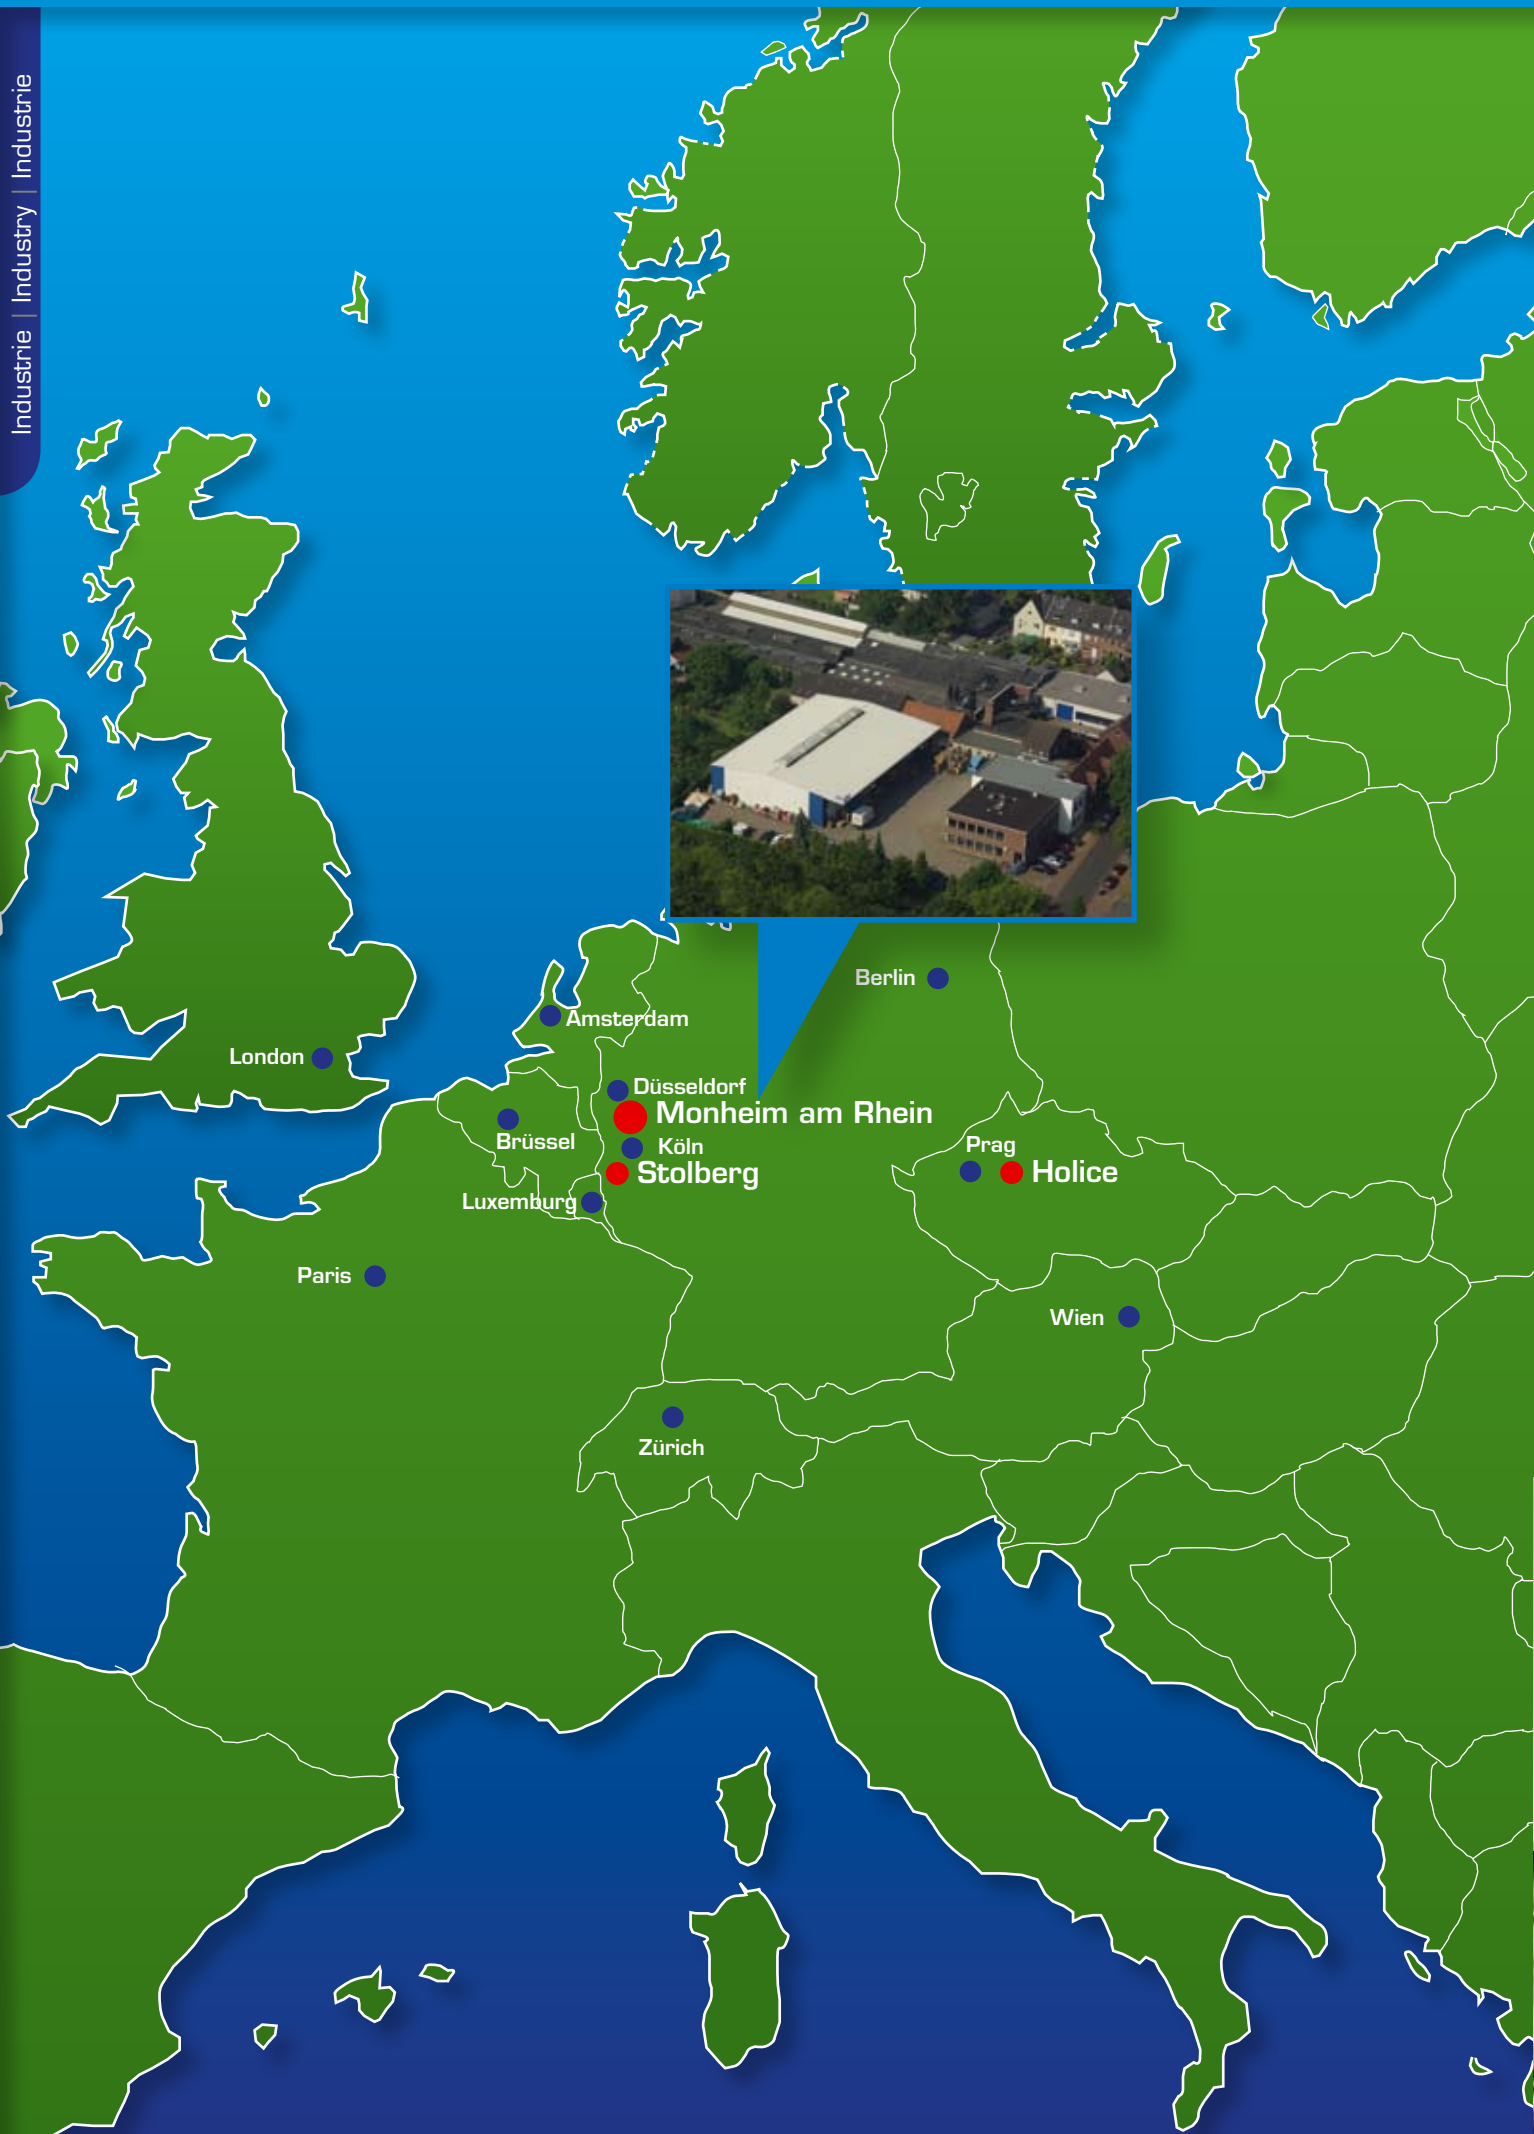 Industrie | Industry | Industrie
Berlin
Amsterdam
London
Düsseldorf
Monheim am Rhein
Brüssel
Köln
Prag
Stolberg
Holice
Luxemburg
Paris
Wien
Zürich